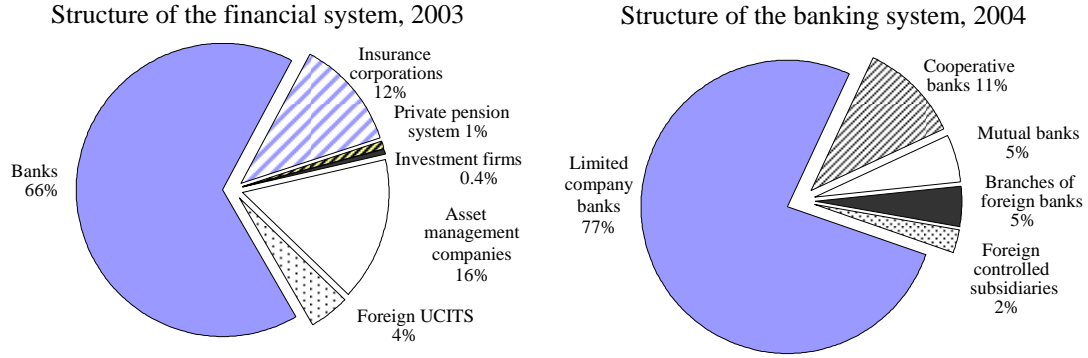 Structure of the financial system, 2003
Insurance
corporations
12%
Private pension
system 1%
Investment firms
0.4%
Banks
66%
Asset
management
companies
16%
Foreign UCITS
4%
Structure of the banking system, 2004
Cooperative
banks 11%
Mutual banks
5%
Limited
company
banks
77%
Branches of
foreign banks
5%
Foreign
controlled
subsidiaries
2%